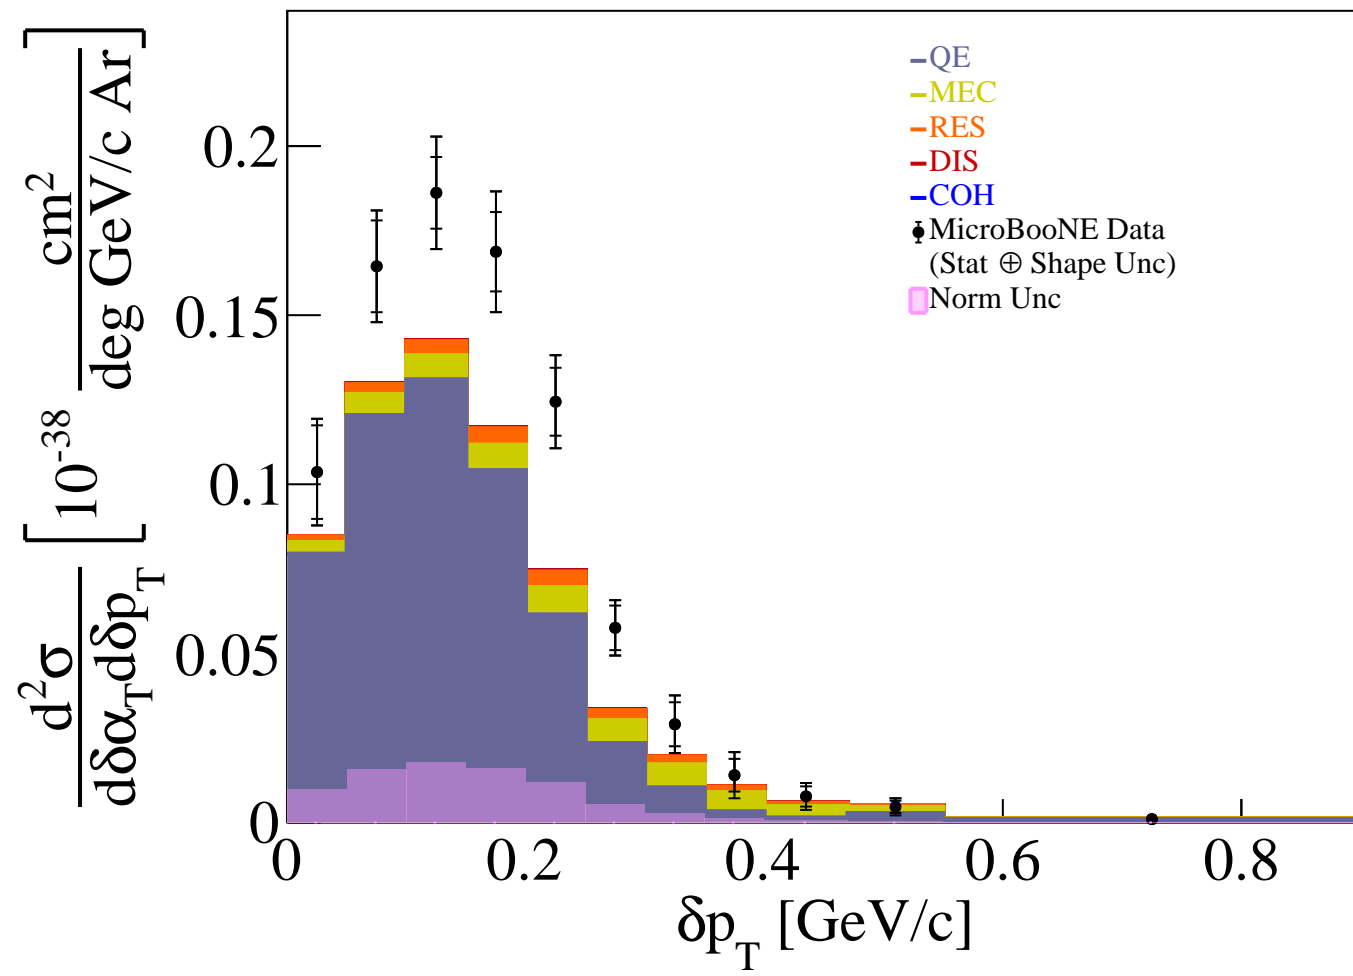 d²σ / dδα_T dδp_T [10⁻³⁸ cm² / deg GeV/c Ar]
QE
MEC
RES
DIS
COH
MicroBooNE Data
(Stat ⊕ Shape Unc)
Norm Unc
0.2
0.15
0.1
0.05
0
0 0.2 0.4 0.6 0.8
δp_T [GeV/c]